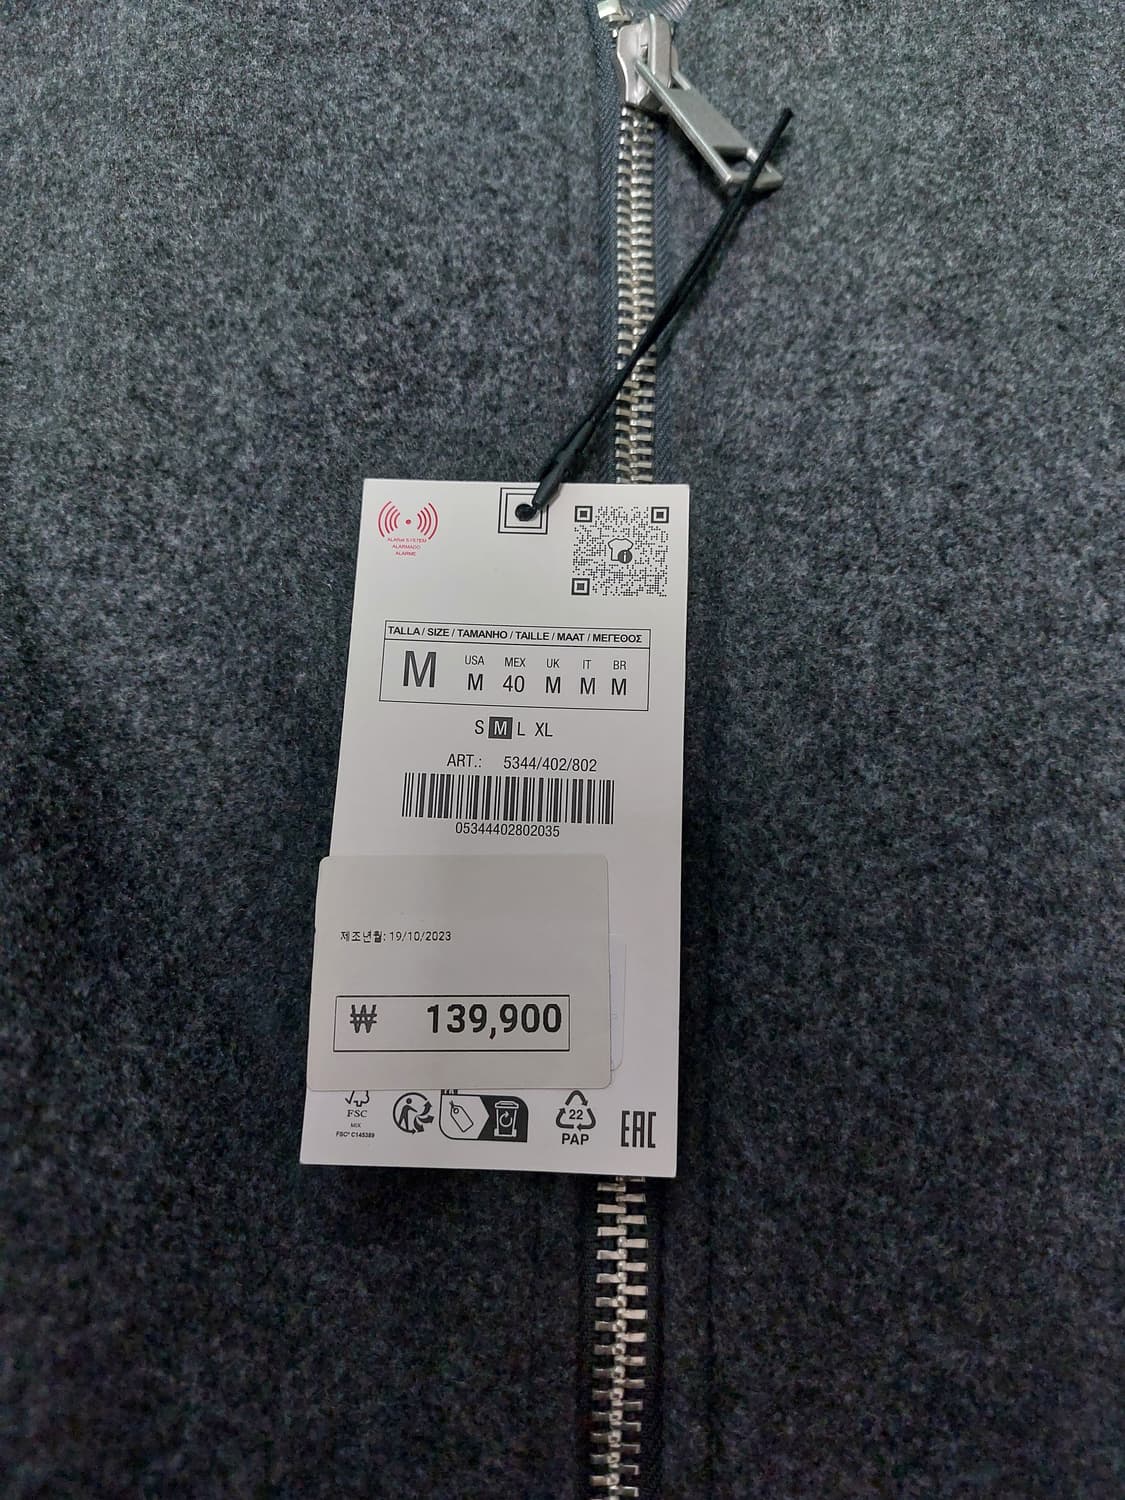 ALARM SYSTEM
ALARMADO
ALARME
TALLA / SIZE / TAMANHO / TAILLE / MAAT / ΜΕΓΕΘΟΣ
M
USA MEX UK IT BR
M 40 M M M
S M L XL
ART.: 5344/402/802
05344402802035
제조년월: 19/10/2023
₩ 139,900
FSC
MIX
FSC® C145389
22
PAP
EAC